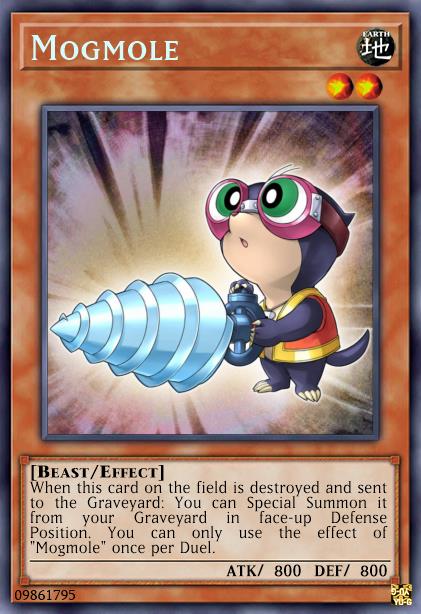 Mogmole
EARTH
地
[Beast/Effect]
When this card on the field is destroyed and sent
to the Graveyard: You can Special Summon it
from your Graveyard in face-up Defense
Position. You can only use the effect of
"Mogmole" once per Duel.
ATK/ 800 DEF/ 800
09861795